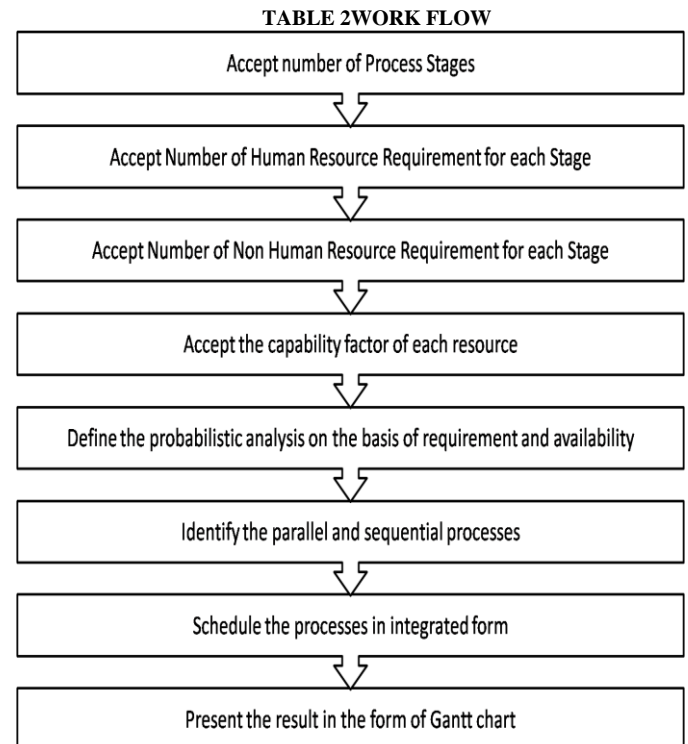 TABLE 2WORK FLOW
Accept number of Process Stages
Accept Number of Human Resource Requirement for each Stage
Accept Number of Non Human Resource Requirement for each Stage
Accept the capability factor of each resource
Define the probabilistic analysis on the basis of requirement and availability
Identify the parallel and sequential processes
Schedule the processes in integrated form
Present the result in the form of Gantt chart